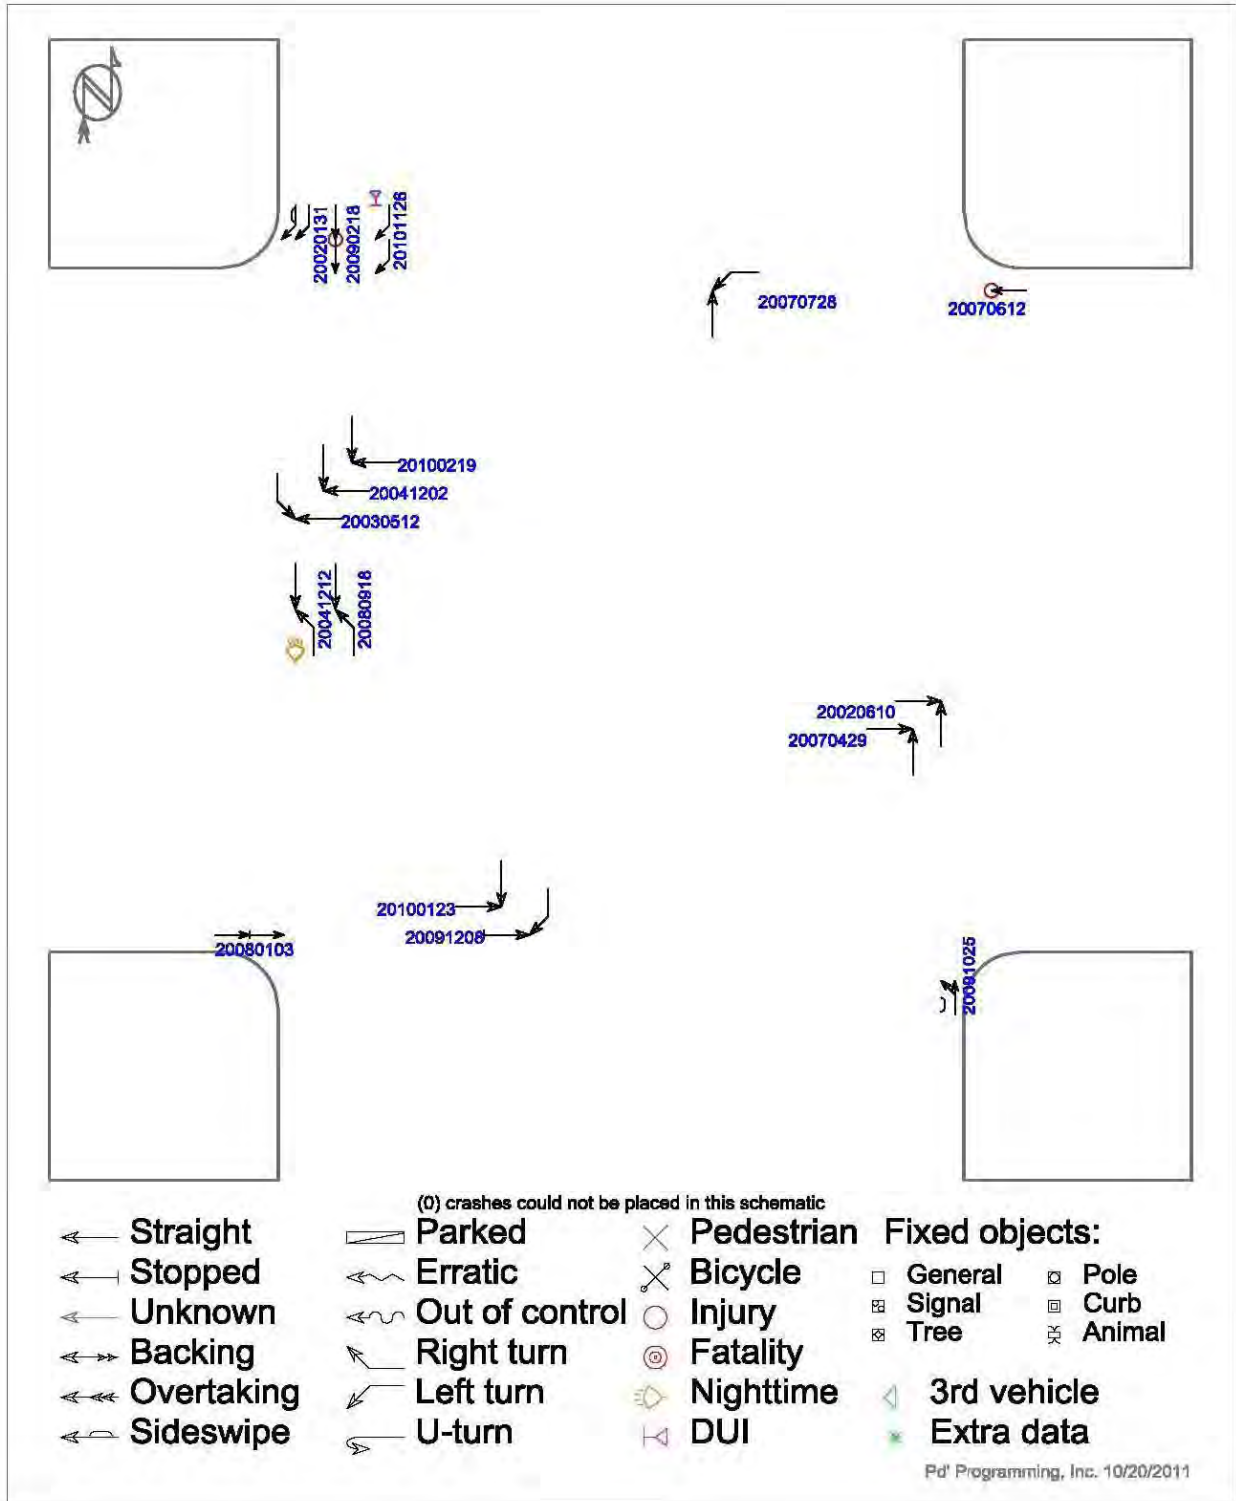 20020131
20090218
20101126
20070728
20070612
20100219
20041202
20030512
20041212
20080918
20020610
20070429
20100123
20091208
20080103
20091025
(0) crashes could not be placed in this schematic
Straight
Parked
Pedestrian
Fixed objects:
Stopped
Erratic
Bicycle
General
Pole
Unknown
Out of control
Injury
Signal
Curb
Backing
Right turn
Fatality
Tree
Animal
Overtaking
Left turn
Nighttime
3rd vehicle
Sideswipe
U-turn
DUI
Extra data
Pd' Programming, Inc. 10/20/2011